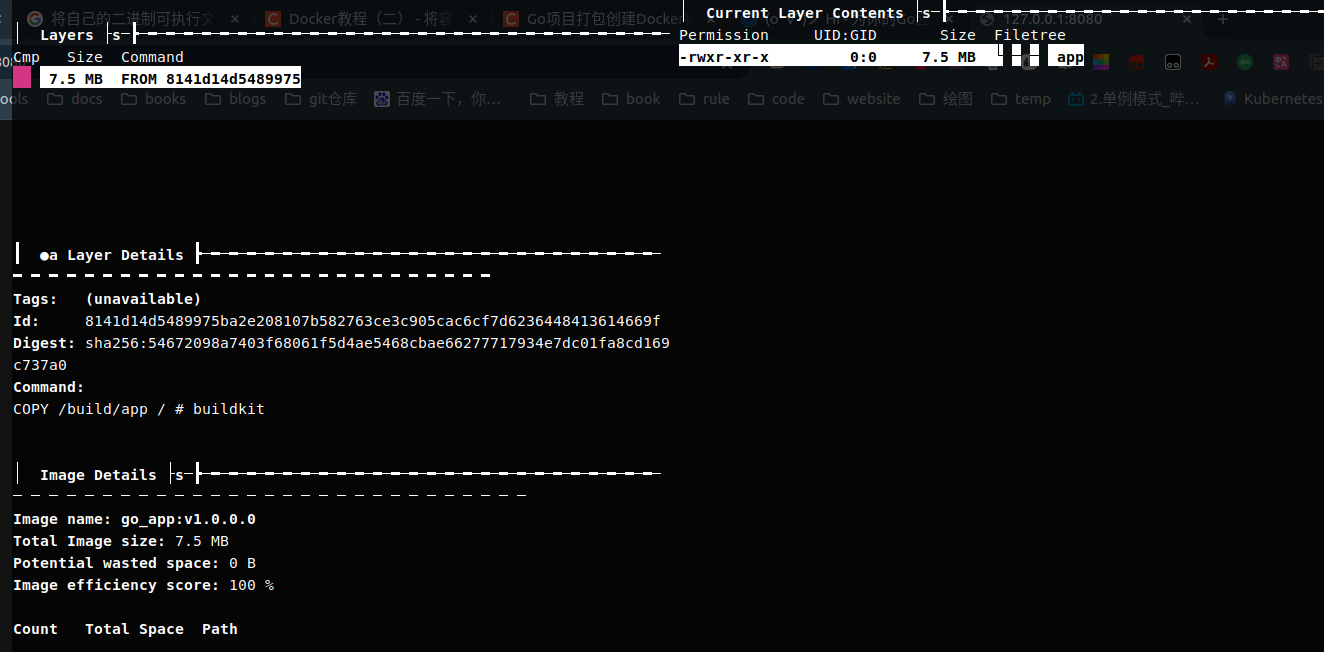 将自己的二进制可执行文 Docker教程（二）- 将容 Go项目打包创建Docker 127.0.0.1:8080
Layers
Current Layer Contents
Cmp Size Command
Permission UID:GID Size Filetree
7.5 MB FROM 8141d14d5489975
-rwxr-xr-x 0:0 7.5 MB app
ools docs books blogs git仓库 百度一下，你... 教程 book rule code website 绘图 temp 2.单例模式_哔... Kubernetes
●a Layer Details
Tags: (unavailable)
Id: 8141d14d5489975ba2e208107b582763ce3c905cac6cf7d6236448413614669f
Digest: sha256:54672098a7403f68061f5d4ae5468cbae66277717934e7dc01fa8cd169
c737a0
Command:
COPY /build/app / # buildkit
Image Details s
Image name: go_app:v1.0.0.0
Total Image size: 7.5 MB
Potential wasted space: 0 B
Image efficiency score: 100 %
Count Total Space Path